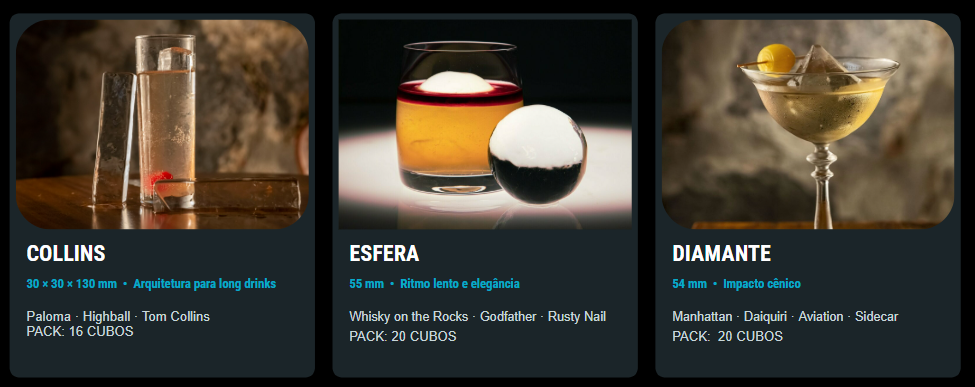 COLLINS
30 × 30 × 130 mm • Arquitetura para long drinks
Paloma · Highball · Tom Collins
PACK: 16 CUBOS
ESFERA
55 mm • Ritmo lento e elegância
Whisky on the Rocks · Godfather · Rusty Nail
PACK: 20 CUBOS
DIAMANTE
54 mm • Impacto cênico
Manhattan · Daiquiri · Aviation · Sidecar
PACK:  20 CUBOS